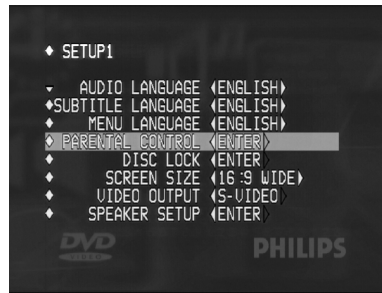 SETUP1
AUDIO LANGUAGE (ENGLISH)
SUBTITLE LANGUAGE (ENGLISH)
MENU LANGUAGE (ENGLISH)
PARENTAL CONTROL (ENTER)
DISC LOCK (ENTER)
SCREEN SIZE (16:9 WIDE)
VIDEO OUTPUT (S-VIDEO)
SPEAKER SETUP (ENTER)
DVD VIDEO PHILIPS